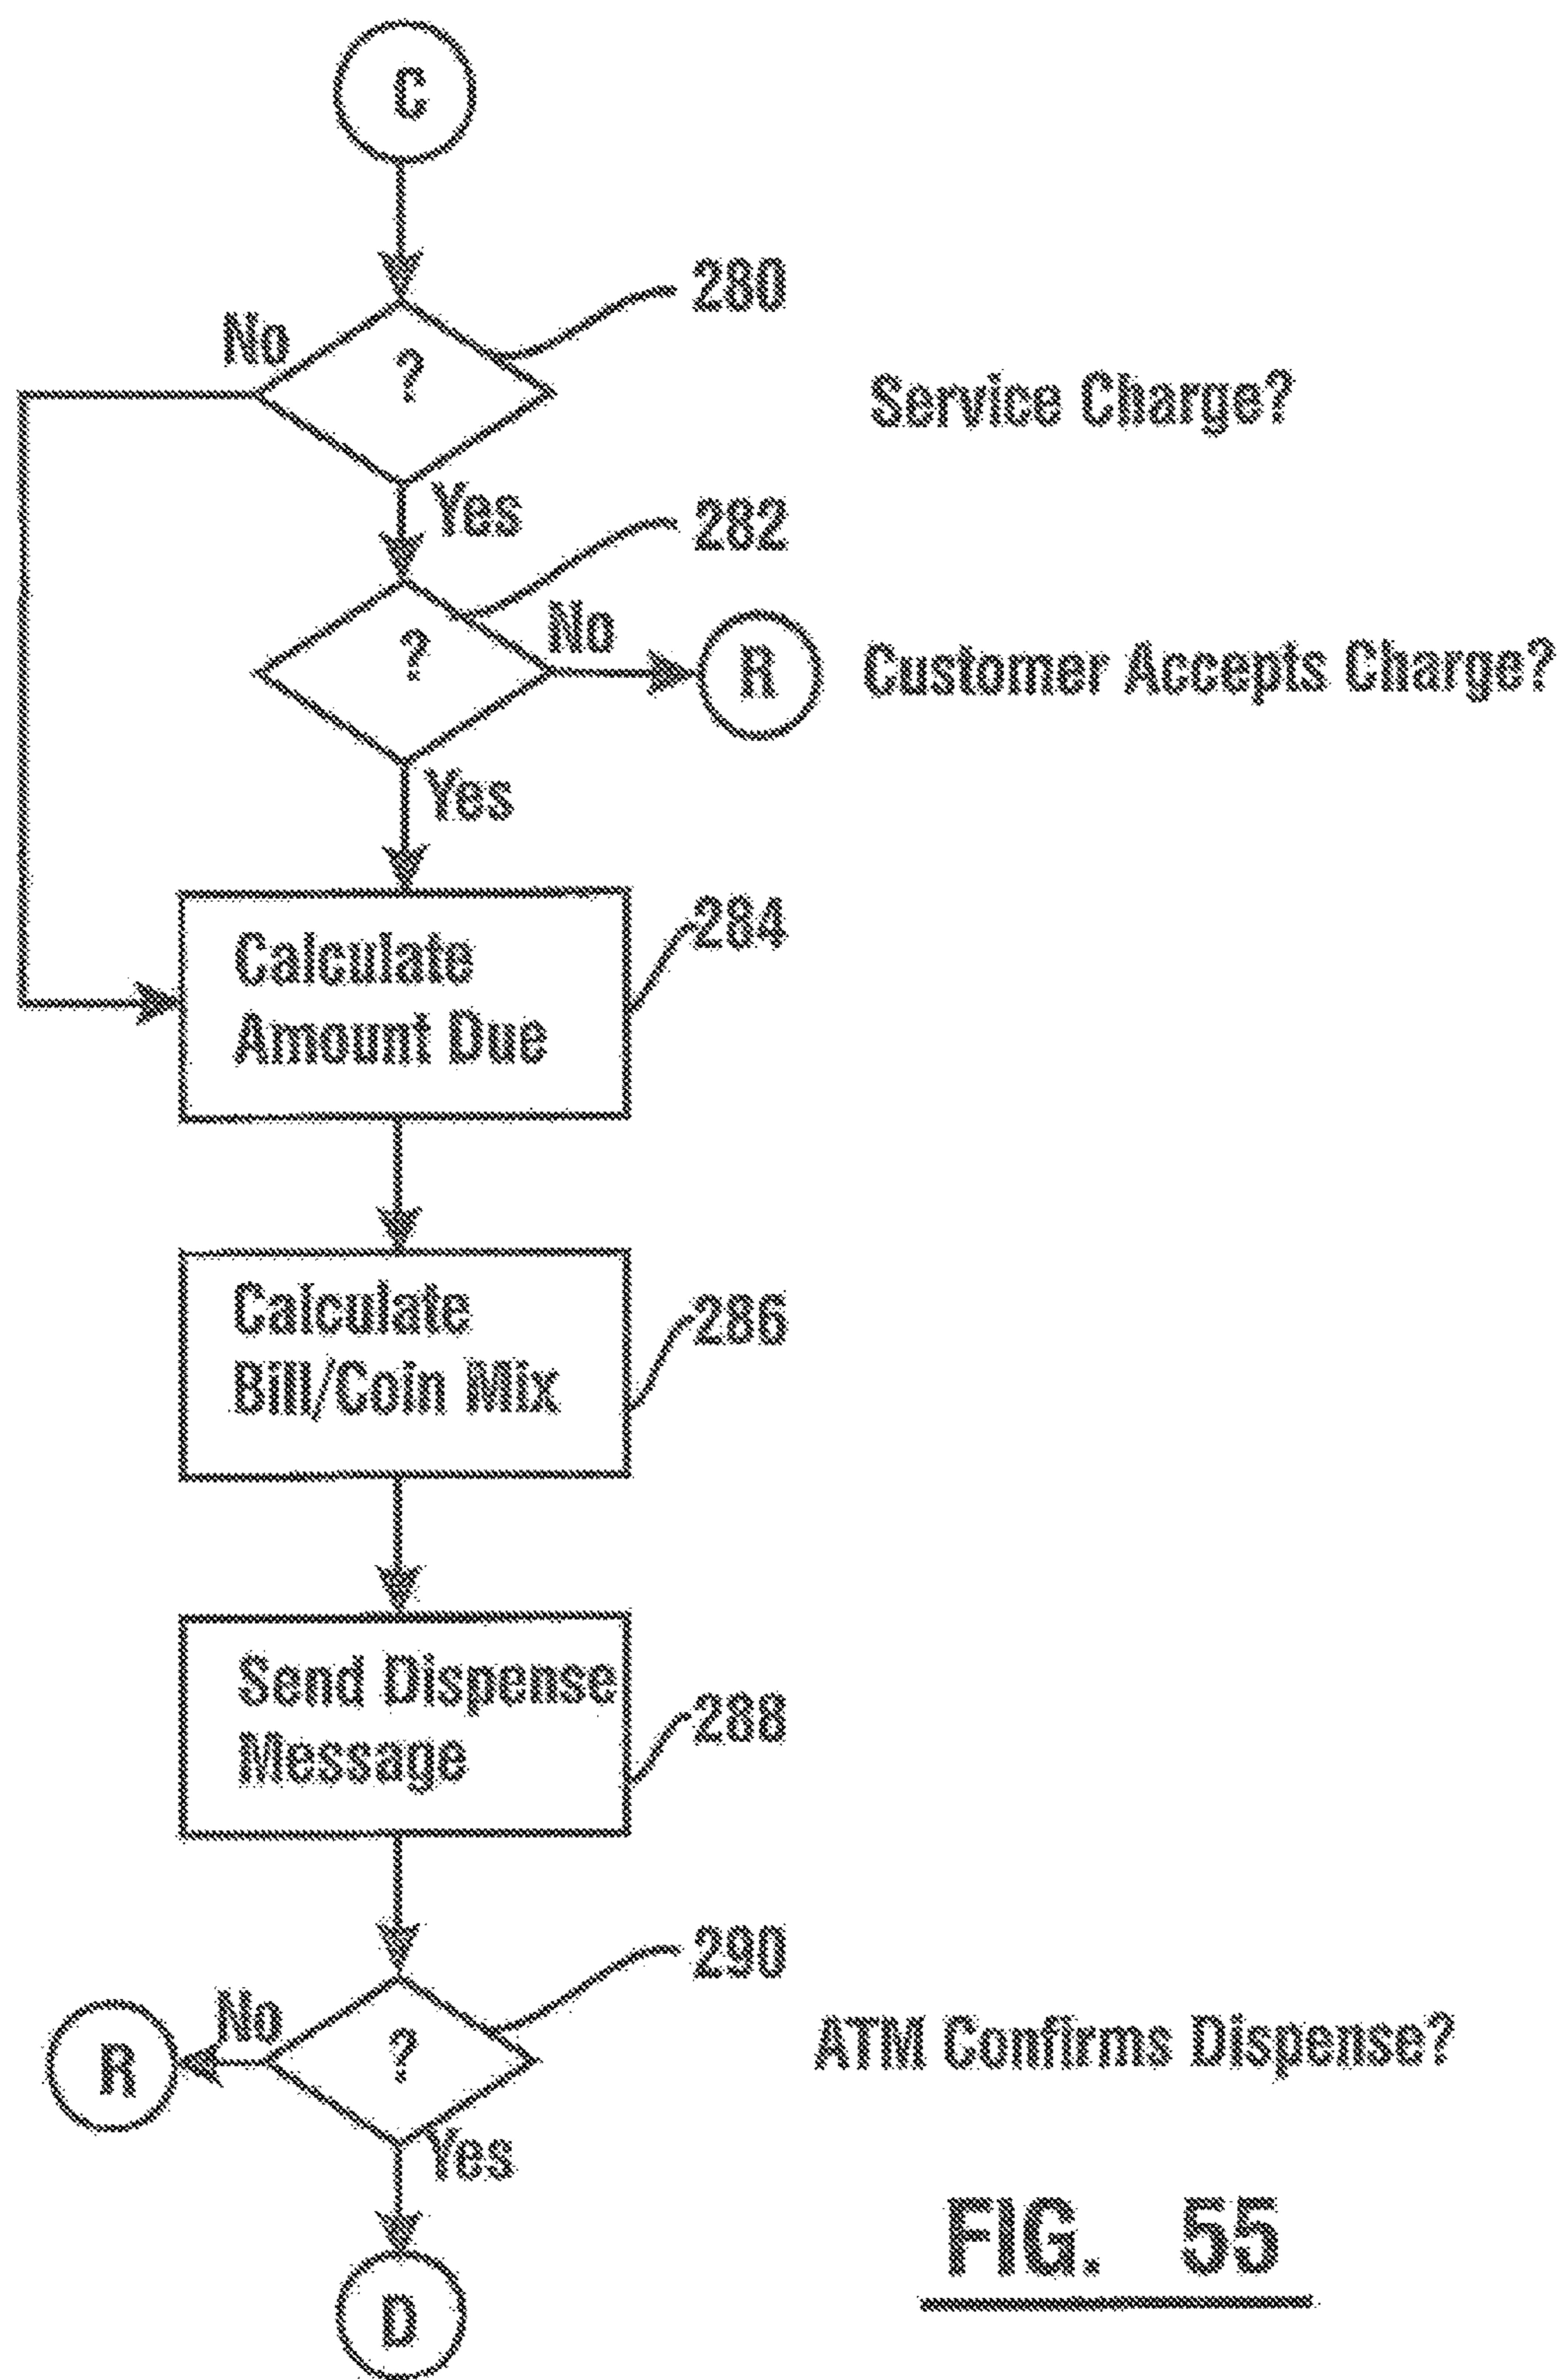 C
280
No
?
Service Charge?
Yes
282
No
?
R
Customer Accepts Charge?
Yes
284
Calculate
Amount Due
286
Calculate
Bill/Coin Mix
288
Send Dispense
Message
290
No
?
R
ATM Confirms Dispense?
Yes
D
FIG. 55